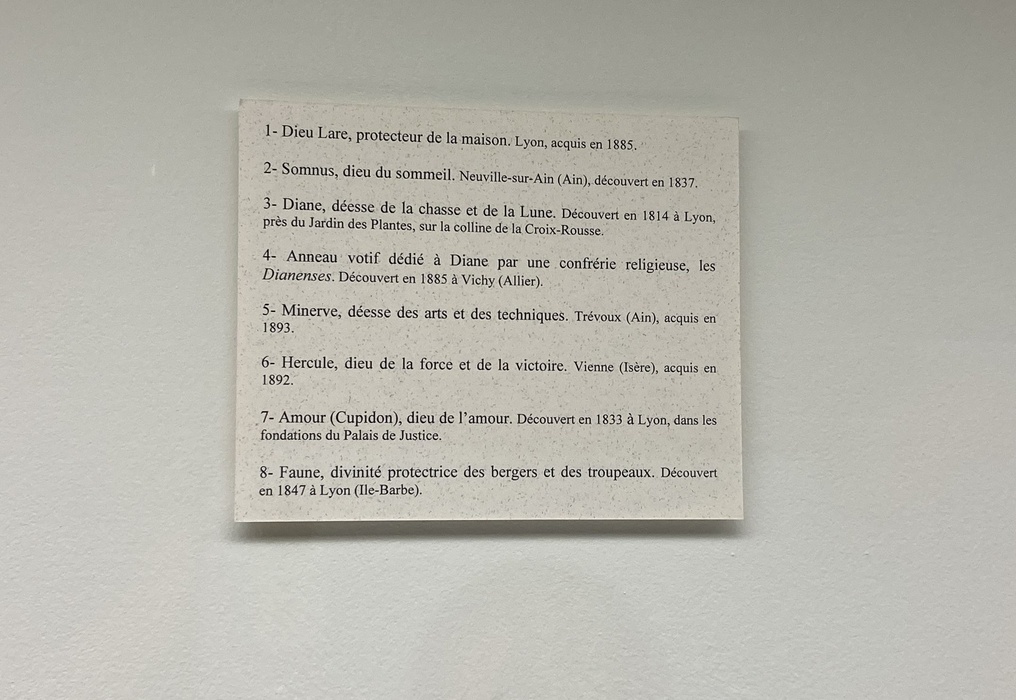 1- Dieu Lare, protecteur de la maison. Lyon, acquis en 1885.
2- Somnus, dieu du sommeil. Neuville-sur-Ain (Ain), découvert en 1837.
3- Diane, déesse de la chasse et de la Lune. Découvert en 1814 à Lyon,
près du Jardin des Plantes, sur la colline de la Croix-Rousse.
4- Anneau votif dédié à Diane par une confrérie religieuse, les
Dianenses. Découvert en 1885 à Vichy (Allier).
5- Minerve, déesse des arts et des techniques. Trévoux (Ain), acquis en
1893.
6- Hercule, dieu de la force et de la victoire. Vienne (Isère), acquis en
1892.
7- Amour (Cupidon), dieu de l'amour. Découvert en 1833 à Lyon, dans les
fondations du Palais de Justice.
8- Faune, divinité protectrice des bergers et des troupeaux. Découvert
en 1847 à Lyon (Ile-Barbe).